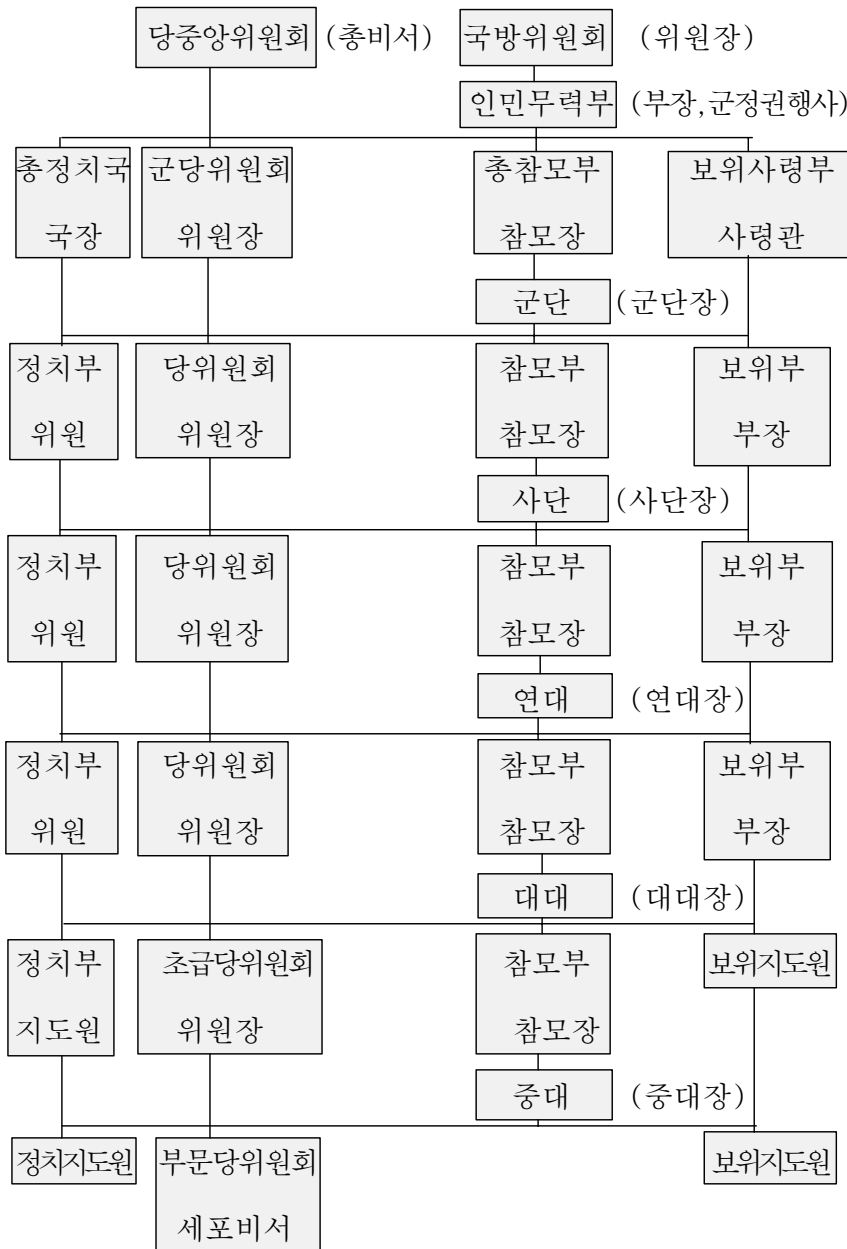 당중앙위원회 (총비서) 국방위원회 (위원장)
인민무력부 (부장,군정권행사)
총정치국 군당위원회 총참모부 보위사령부
국장 위원장 참모장 사령관
군단 (군단장)
정치부 당위원회 참모부 보위부
위원 위원장 참모장 부장
사단 (사단장)
정치부 당위원회 참모부 보위부
위원 위원장 참모장 부장
연대 (연대장)
정치부 당위원회 참모부 보위부
위원 위원장 참모장 부장
대대 (대대장)
정치부 초급당위원회 참모부 보위지도원
지도원 위원장 참모장
중대 (중대장)
정치지도원 부문당위원회 보위지도원
세포비서